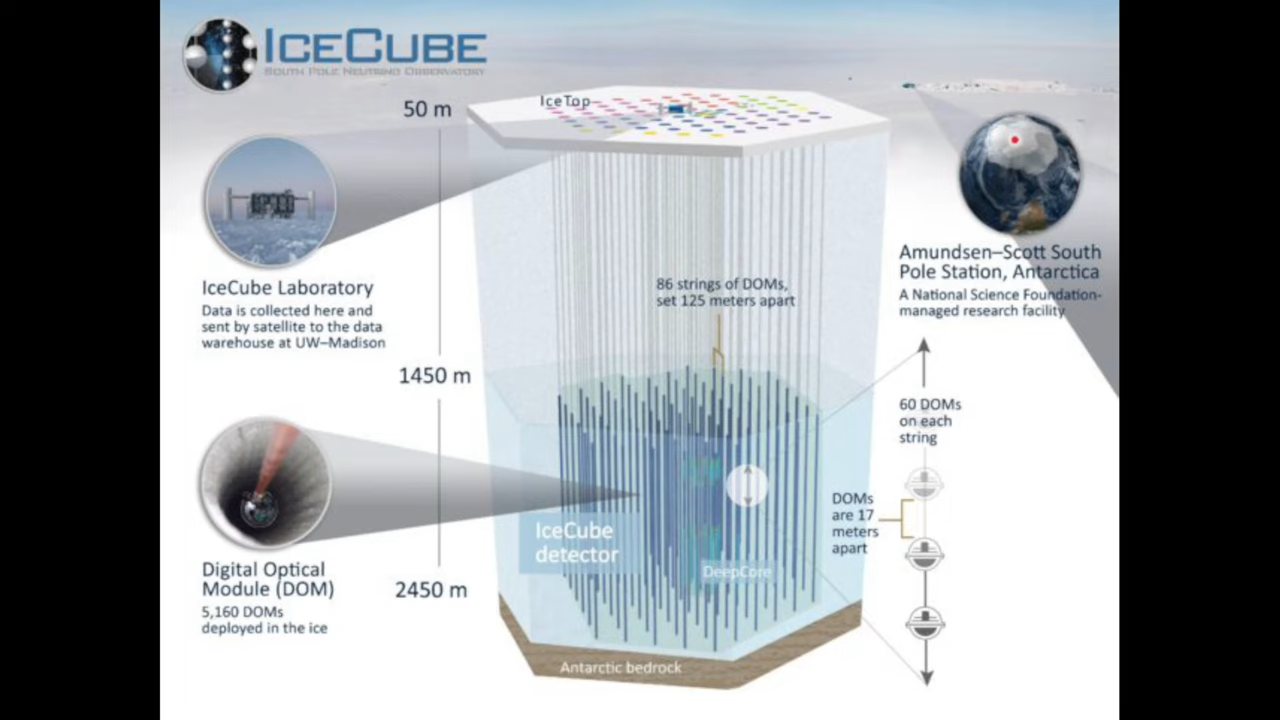 ICECUBE
SOUTH POLE NEUTRINO OBSERVATORY
50 m
IceTop
IceCube Laboratory
Data is collected here and
sent by satellite to the data
warehouse at UW–Madison
86 strings of DOMs,
set 125 meters apart
Amundsen–Scott South
Pole Station, Antarctica
A National Science Foundation-
managed research facility
1450 m
60 DOMs
on each
string
DOMs
are 17
meters
apart
IceCube
detector
DeepCore
Digital Optical
Module (DOM)
5,160 DOMs
deployed in the ice
2450 m
Antarctic bedrock